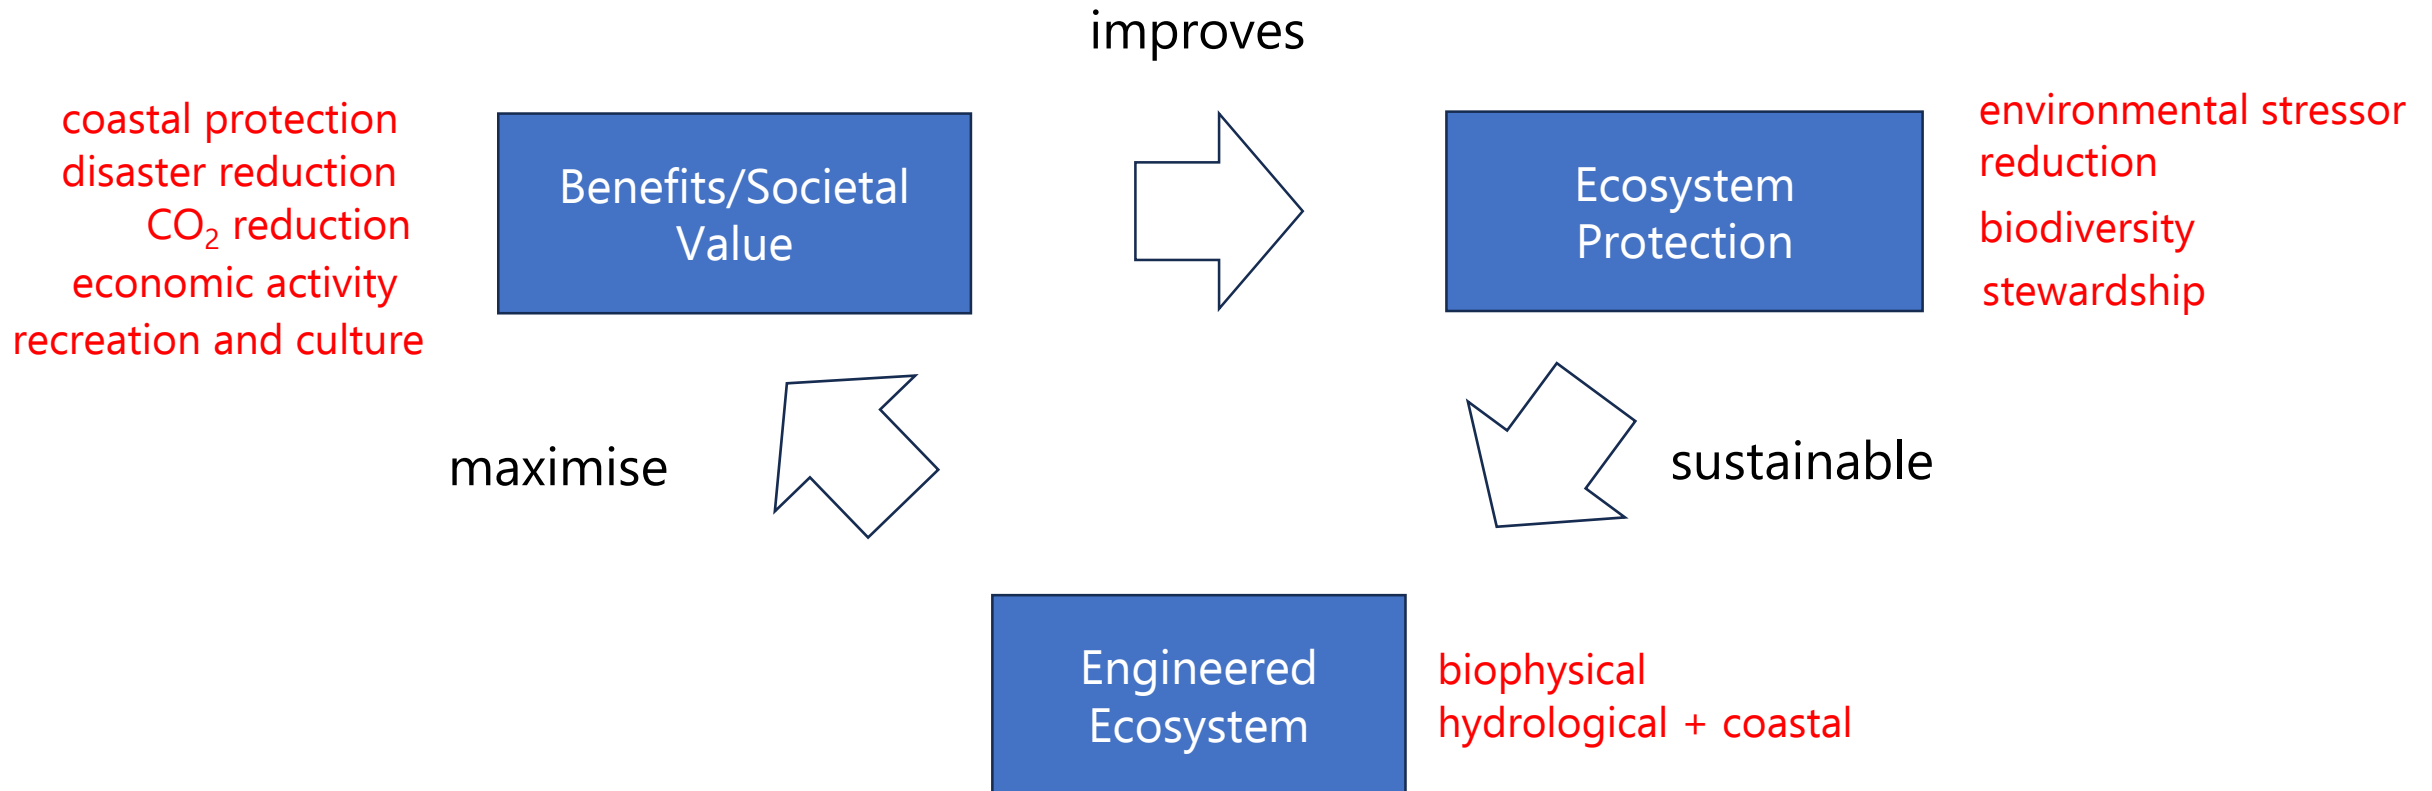 improves
coastal protection
disaster reduction
CO₂ reduction
economic activity
recreation and culture
Benefits/Societal
Value
Ecosystem
Protection
environmental stressor
reduction
biodiversity
stewardship
maximise
sustainable
Engineered
Ecosystem
biophysical
hydrological + coastal